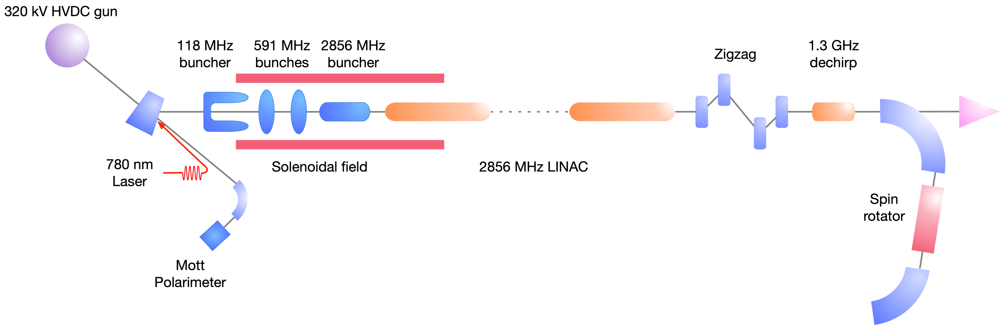 320 kV HVDC gun
118 MHz
buncher
591 MHz
bunches
2856 MHz
buncher
Zigzag
1.3 GHz
dechirp
780 nm
Laser
Solenoidal field
2856 MHz LINAC
Spin
rotator
Mott
Polarimeter